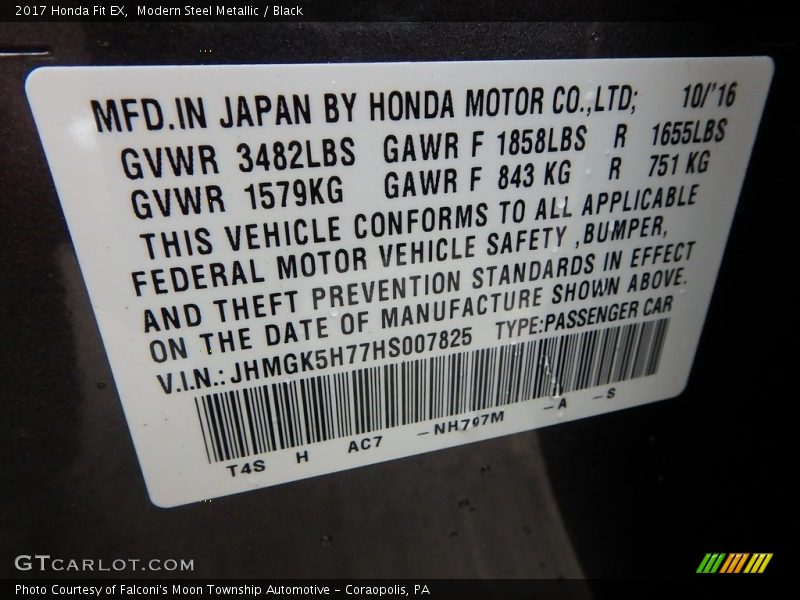 2017 Honda Fit EX,  Modern Steel Metallic / Black
MFD.IN JAPAN BY HONDA MOTOR CO.,LTD; 10/'16
GVWR 3482LBS GAWR F 1858LBS R 1655LBS
GVWR 1579KG GAWR F 843 KG R 751 KG
THIS VEHICLE CONFORMS TO ALL APPLICABLE
FEDERAL MOTOR VEHICLE SAFETY ,BUMPER,
AND THEFT PREVENTION STANDARDS IN EFFECT
ON THE DATE OF MANUFACTURE SHOWN ABOVE.
V.I.N.: JHMGK5H77HS007825 TYPE:PASSENGER CAR
T4S H AC7 -NH797M -A -S
GTCARLOT.COM
Photo Courtesy of Falconi's Moon Township Automotive - Coraopolis, PA